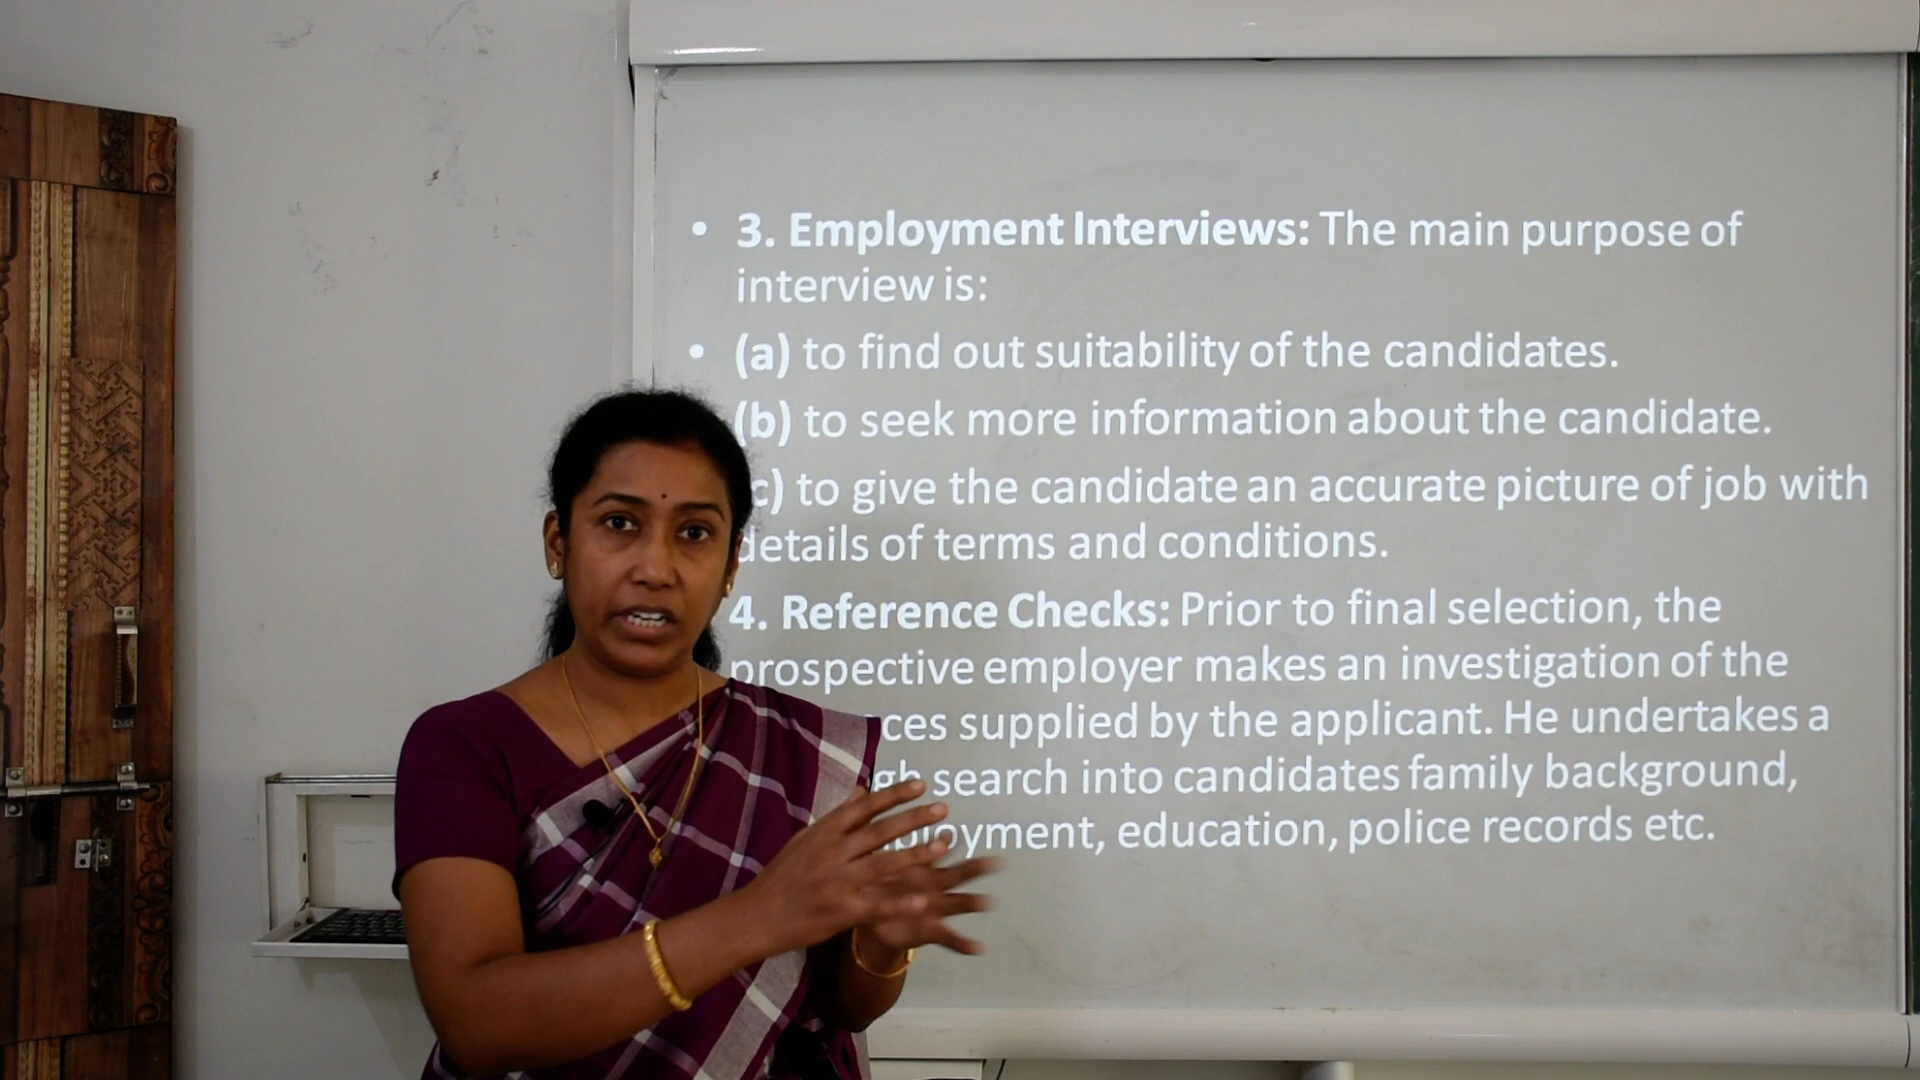 • 3. Employment Interviews: The main purpose of
interview is:
• (a) to find out suitability of the candidates.
(b) to seek more information about the candidate.
c) to give the candidate an accurate picture of job with
details of terms and conditions.
4. Reference Checks: Prior to final selection, the
prospective employer makes an investigation of the
supplied by the applicant. He undertakes a
search into candidates family background,
education, police records etc.